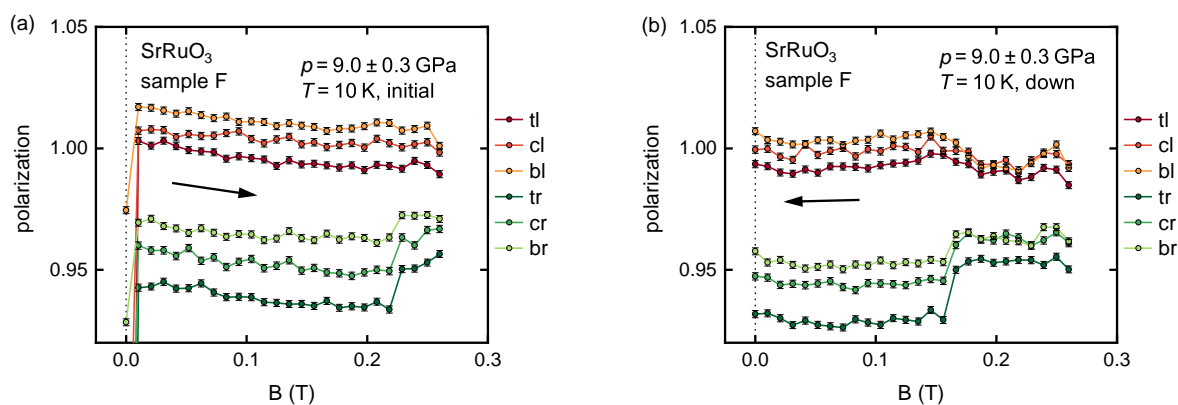 (a)
1.05
1.00
0.95
polarization
SrRuO3
sample F
p = 9.0 ± 0.3 GPa
T = 10 K, initial
tl
cl
bl
tr
cr
br
0.0
0.1
0.2
0.3
B (T)
(b)
1.05
1.00
0.95
polarization
SrRuO3
sample F
p = 9.0 ± 0.3 GPa
T = 10 K, down
tl
cl
bl
tr
cr
br
0.0
0.1
0.2
0.3
B (T)